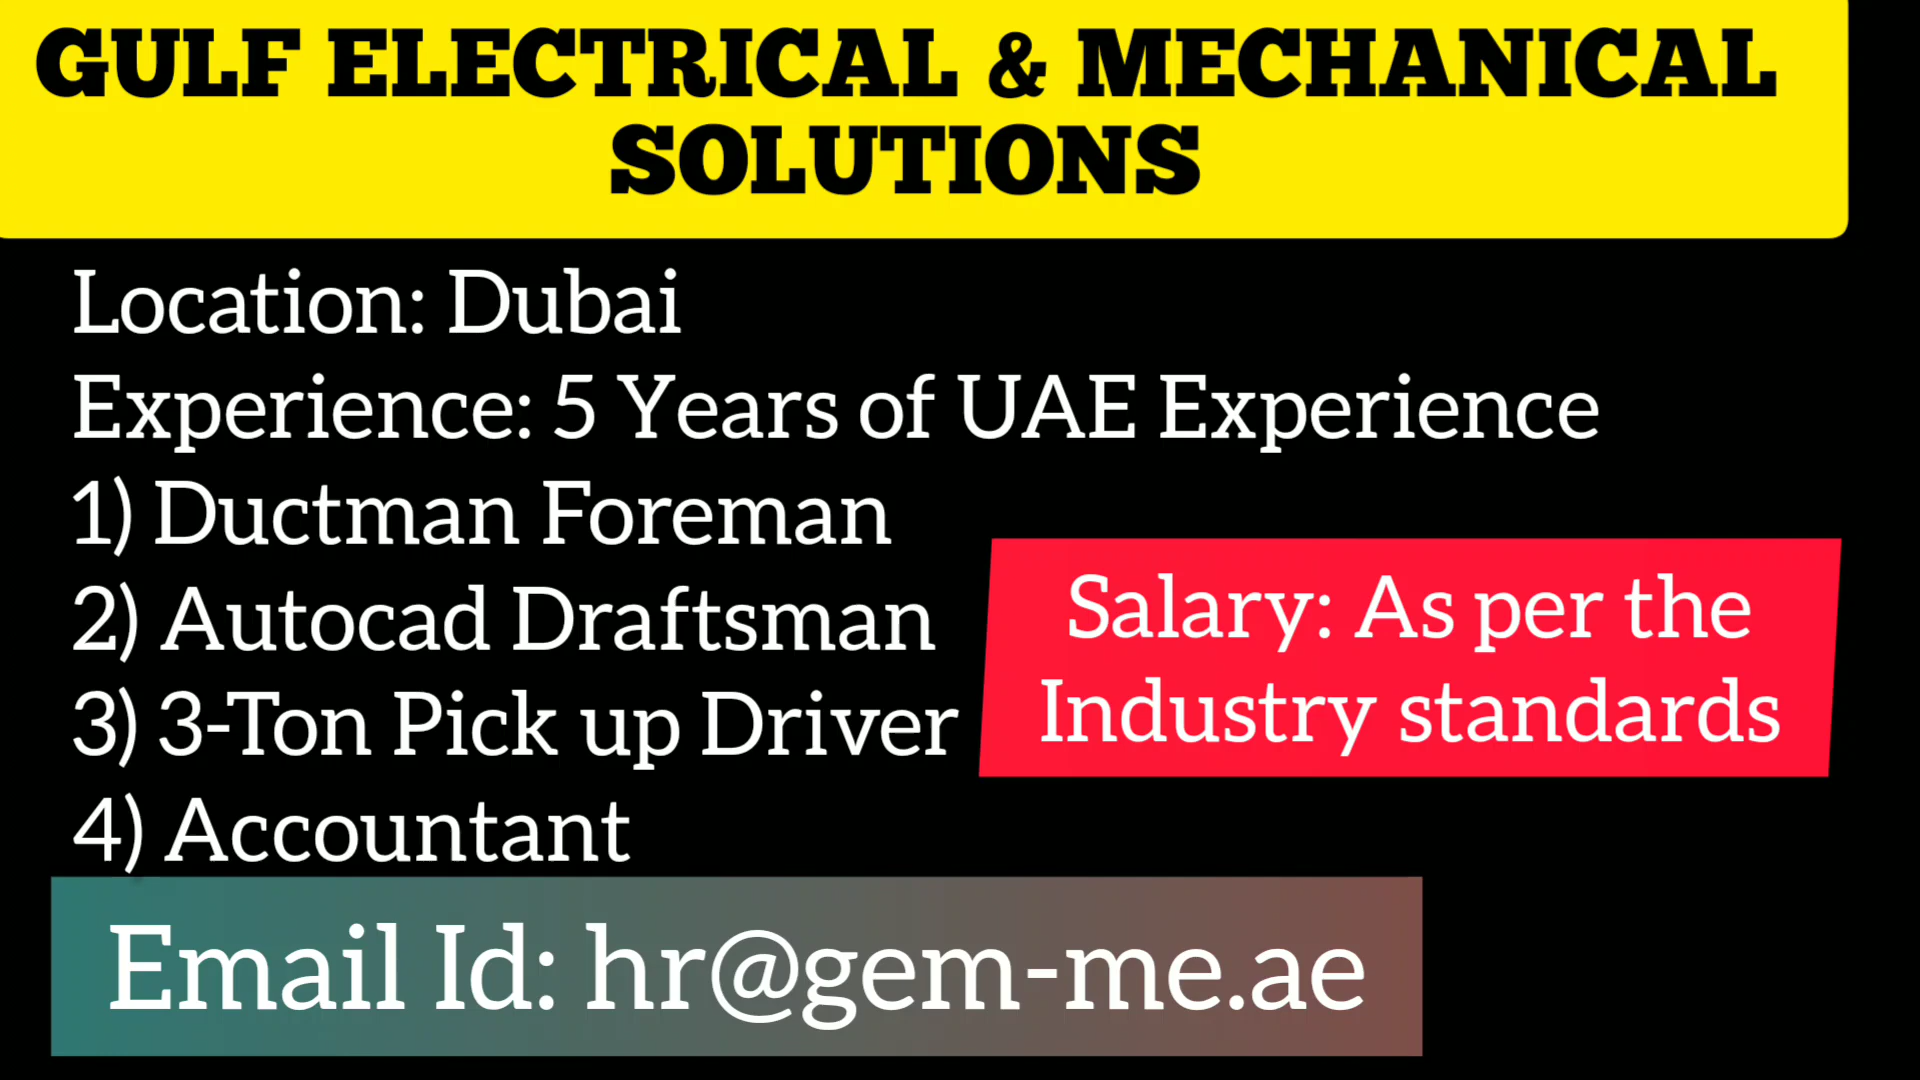 GULF ELECTRICAL & MECHANICAL
SOLUTIONS
Location: Dubai
Experience: 5 Years of UAE Experience
1) Ductman Foreman
2) Autocad Draftsman
3) 3-Ton Pick up Driver
4) Accountant
Salary: As per the
Industry standards
Email Id: hr@gem-me.ae